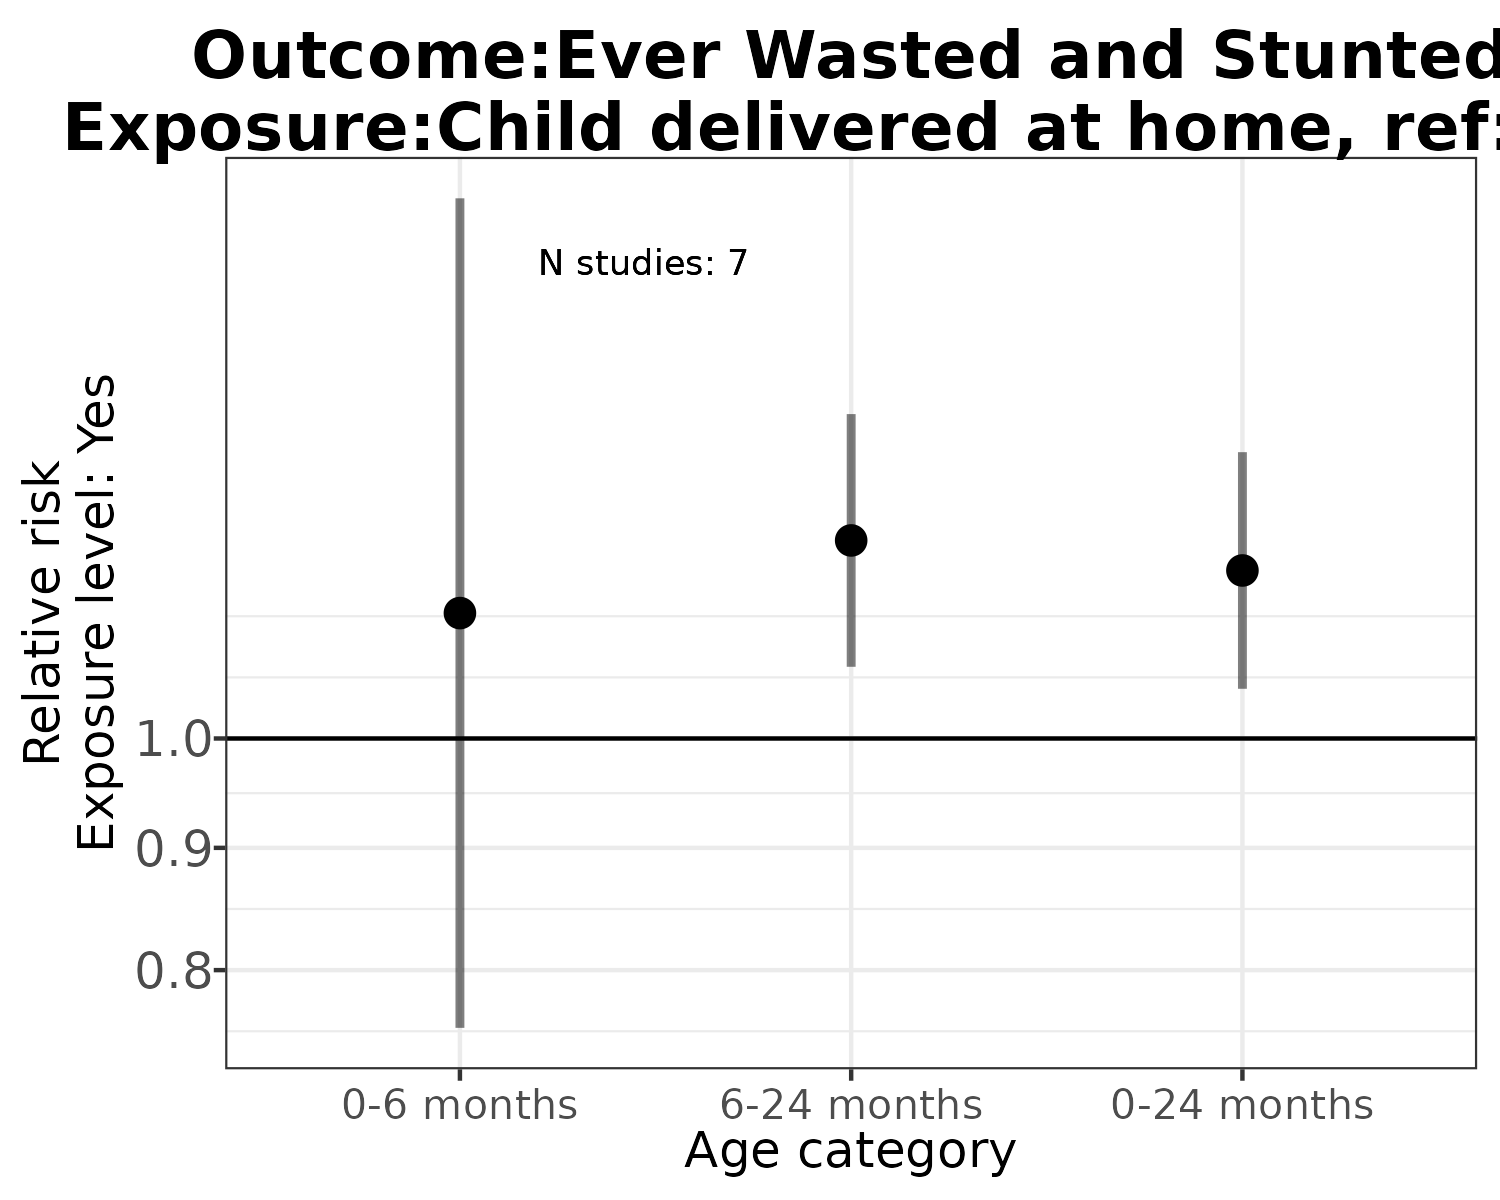 Outcome:Ever Wasted and Stunted
Exposure:Child delivered at home, ref:
N studies: 7
Relative risk
Exposure level: Yes
1.0
0.9
0.8
0-6 months
6-24 months
0-24 months
Age category